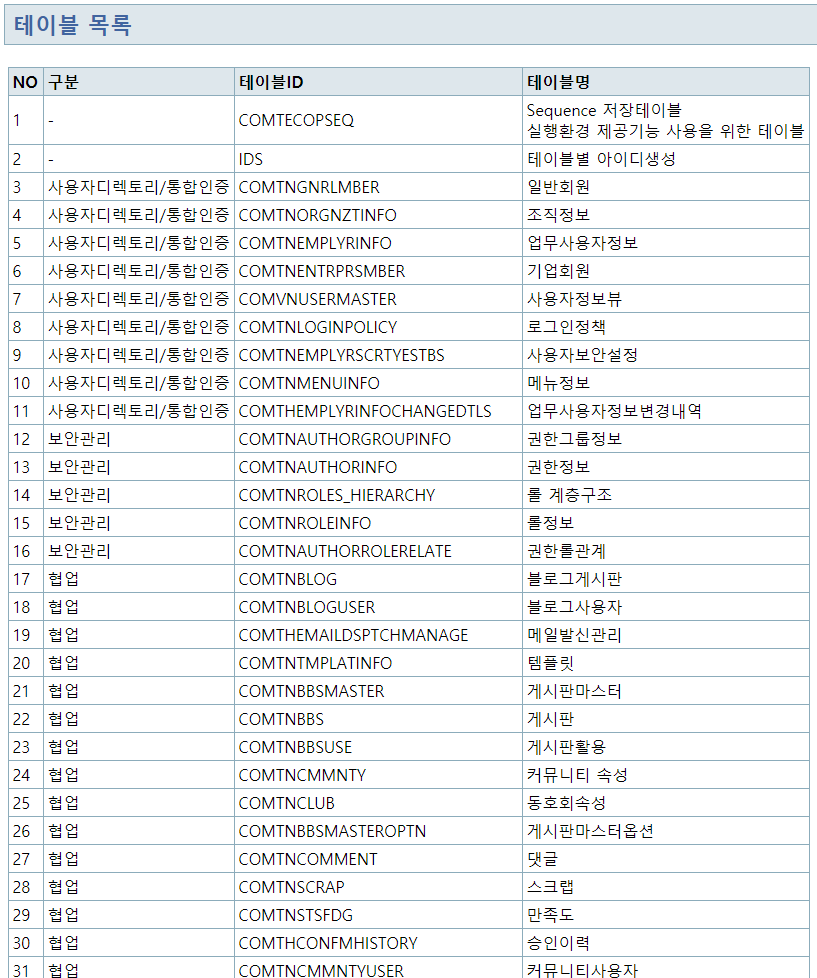 테이블 목록
NO 구분 테이블ID 테이블명
1 - COMTECOPSEQ Sequence 저장테이블
실행환경 제공기능 사용을 위한 테이블
2 - IDS 테이블별 아이디생성
3 사용자디렉토리/통합인증 COMTNGNRLMBER 일반회원
4 사용자디렉토리/통합인증 COMTNORGNZTINFO 조직정보
5 사용자디렉토리/통합인증 COMTNEMPLYRINFO 업무사용자정보
6 사용자디렉토리/통합인증 COMTNENTRPRSMBER 기업회원
7 사용자디렉토리/통합인증 COMVNUSERMASTER 사용자정보뷰
8 사용자디렉토리/통합인증 COMTNLOGINPOLICY 로그인정책
9 사용자디렉토리/통합인증 COMTNEMPLYRSCRTYESTBS 사용자보안설정
10 사용자디렉토리/통합인증 COMTNMENUINFO 메뉴정보
11 사용자디렉토리/통합인증 COMTHEMPLYRINFOCHANGEDTLS 업무사용자정보변경내역
12 보안관리 COMTNAUTHORGROUPINFO 권한그룹정보
13 보안관리 COMTNAUTHORINFO 권한정보
14 보안관리 COMTNROLES_HIERARCHY 롤 계층구조
15 보안관리 COMTNROLEINFO 롤정보
16 보안관리 COMTNAUTHORROLERELATE 권한롤관계
17 협업 COMTNBLOG 블로그게시판
18 협업 COMTNBLOGUSER 블로그사용자
19 협업 COMTHEMAILDSPTCHMANAGE 메일발신관리
20 협업 COMTNTMPLATINFO 템플릿
21 협업 COMTNBBSMASTER 게시판마스터
22 협업 COMTNBBS 게시판
23 협업 COMTNBBSUSE 게시판활용
24 협업 COMTNCMMNTY 커뮤니티 속성
25 협업 COMTNCLUB 동호회속성
26 협업 COMTNBBSMASTEROPTN 게시판마스터옵션
27 협업 COMTNCOMMENT 댓글
28 협업 COMTNSCRAP 스크랩
29 협업 COMTNSTSFDG 만족도
30 협업 COMTHCONFMHISTORY 승인이력
31 협업 COMTNCMMNTYUSER 커뮤니티사용자